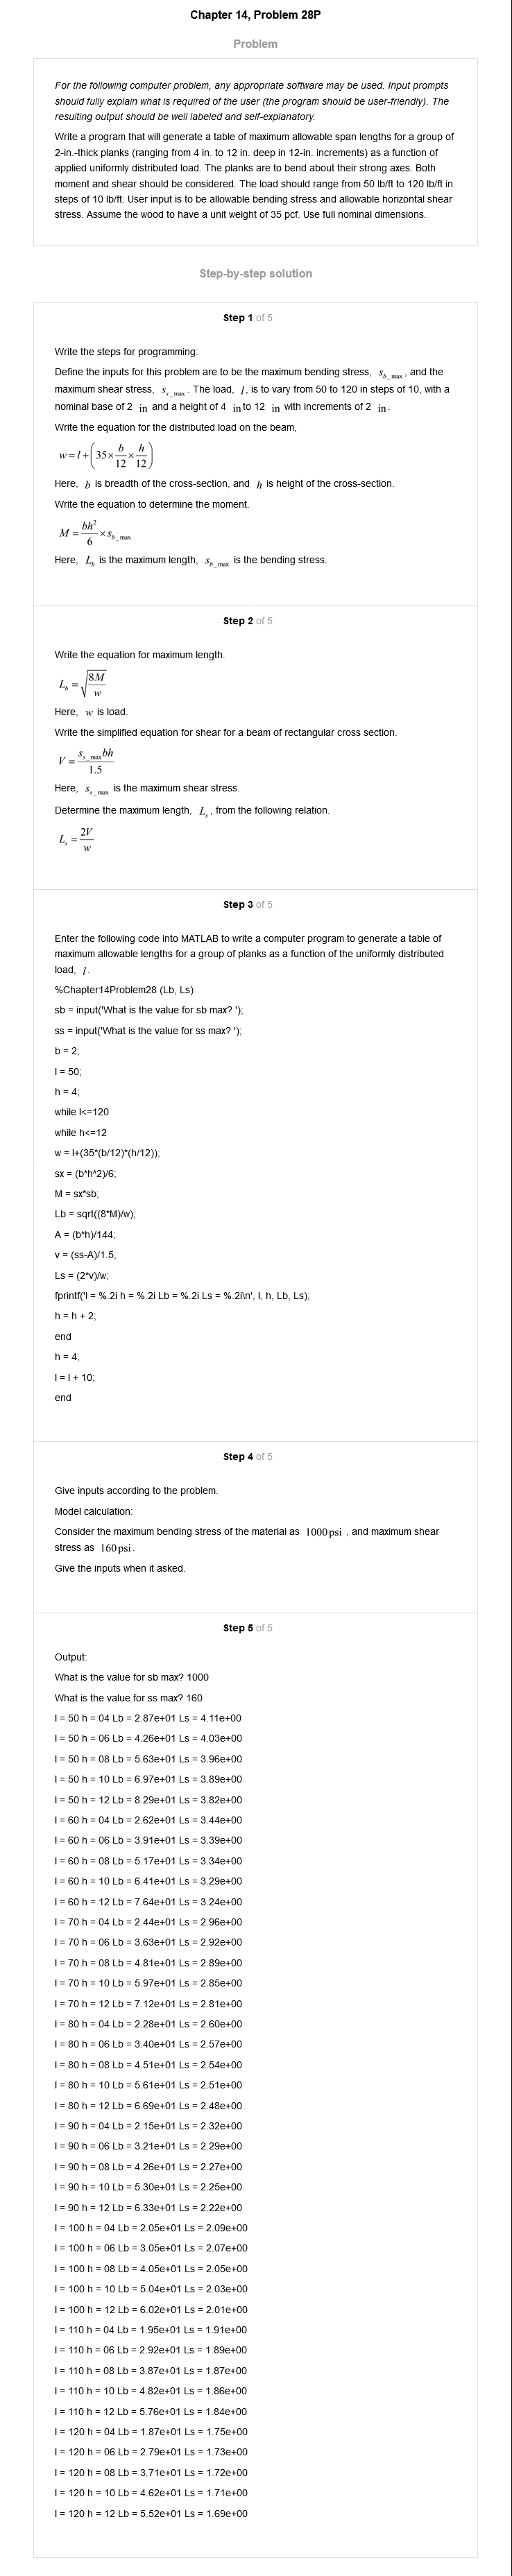 Chapter 14, Problem 28P
Problem
For the following computer problem, any appropriate software may be used. Input prompts
should fully explain what is required of the user (the program should be user-friendly). The
resulting output should be well labeled and self-explanatory.
Write a program that will generate a table of maximum allowable span lengths for a group of
2-in.-thick planks (ranging from 4 in. to 12 in. deep in 12-in. increments) as a function of
applied uniformly distributed load. The planks are to bend about their strong axes. Both
moment and shear should be considered. The load should range from 50 lb/ft to 120 lb/ft in
steps of 10 lb/ft. User input is to be allowable bending stress and allowable horizontal shear
stress. Assume the wood to have a unit weight of 35 pcf. Use full nominal dimensions.
Step-by-step solution
Step 1 of 5
Write the steps for programming:
Define the inputs for this problem are to be the maximum bending stress, s_{b_max}, and the
maximum shear stress, s_{s_max}. The load, l, is to vary from 50 to 120 in steps of 10, with a
nominal base of 2 in and a height of 4 in to 12 in with increments of 2 in.
Write the equation for the distributed load on the beam,
w = l + (35 × b/12 × h/12)
Here, b is breadth of the cross-section, and h is height of the cross-section.
Write the equation to determine the moment.
M = bh²/6 × s_{b_max}
Here, L_b is the maximum length, s_{b_max} is the bending stress.
Step 2 of 5
Write the equation for maximum length.
L_b = √(8M/w)
Here, w is load.
Write the simplified equation for shear for a beam of rectangular cross section.
V = s_{s_max}bh/1.5
Here, s_{s_max} is the maximum shear stress.
Determine the maximum length, L_s, from the following relation.
L_s = 2V/w
Step 3 of 5
Enter the following code into MATLAB to write a computer program to generate a table of
maximum allowable lengths for a group of planks as a function of the uniformly distributed
load, l.
%Chapter14Problem28 (Lb, Ls)
sb = input('What is the value for sb max? ');
ss = input('What is the value for ss max? ');
b = 2;
l = 50;
h = 4;
while l<=120
while h<=12
w = l+(35*(b/12)*(h/12));
sx = (b*h^2)/6;
M = sx*sb;
Lb = sqrt((8*M)/w);
A = (b*h)/144;
v = (ss-A)/1.5;
Ls = (2*v)/w;
fprintf('l = %.2i h = %.2i Lb = %.2i Ls = %.2i\n', l, h, Lb, Ls);
h = h + 2;
end
h = 4;
l = l + 10;
end
Step 4 of 5
Give inputs according to the problem.
Model calculation:
Consider the maximum bending stress of the material as 1000 psi , and maximum shear
stress as 160 psi.
Give the inputs when it asked.
Step 5 of 5
Output:
What is the value for sb max? 1000
What is the value for ss max? 160
l = 50 h = 04 Lb = 2.87e+01 Ls = 4.11e+00
l = 50 h = 06 Lb = 4.26e+01 Ls = 4.03e+00
l = 50 h = 08 Lb = 5.63e+01 Ls = 3.96e+00
l = 50 h = 10 Lb = 6.97e+01 Ls = 3.89e+00
l = 50 h = 12 Lb = 8.29e+01 Ls = 3.82e+00
l = 60 h = 04 Lb = 2.62e+01 Ls = 3.44e+00
l = 60 h = 06 Lb = 3.91e+01 Ls = 3.39e+00
l = 60 h = 08 Lb = 5.17e+01 Ls = 3.34e+00
l = 60 h = 10 Lb = 6.41e+01 Ls = 3.29e+00
l = 60 h = 12 Lb = 7.64e+01 Ls = 3.24e+00
l = 70 h = 04 Lb = 2.44e+01 Ls = 2.96e+00
l = 70 h = 06 Lb = 3.63e+01 Ls = 2.92e+00
l = 70 h = 08 Lb = 4.81e+01 Ls = 2.89e+00
l = 70 h = 10 Lb = 5.97e+01 Ls = 2.85e+00
l = 70 h = 12 Lb = 7.12e+01 Ls = 2.81e+00
l = 80 h = 04 Lb = 2.28e+01 Ls = 2.60e+00
l = 80 h = 06 Lb = 3.40e+01 Ls = 2.57e+00
l = 80 h = 08 Lb = 4.51e+01 Ls = 2.54e+00
l = 80 h = 10 Lb = 5.61e+01 Ls = 2.51e+00
l = 80 h = 12 Lb = 6.69e+01 Ls = 2.48e+00
l = 90 h = 04 Lb = 2.15e+01 Ls = 2.32e+00
l = 90 h = 06 Lb = 3.21e+01 Ls = 2.29e+00
l = 90 h = 08 Lb = 4.26e+01 Ls = 2.27e+00
l = 90 h = 10 Lb = 5.30e+01 Ls = 2.25e+00
l = 90 h = 12 Lb = 6.33e+01 Ls = 2.22e+00
l = 100 h = 04 Lb = 2.05e+01 Ls = 2.09e+00
l = 100 h = 06 Lb = 3.05e+01 Ls = 2.07e+00
l = 100 h = 08 Lb = 4.05e+01 Ls = 2.05e+00
l = 100 h = 10 Lb = 5.04e+01 Ls = 2.03e+00
l = 100 h = 12 Lb = 6.02e+01 Ls = 2.01e+00
l = 110 h = 04 Lb = 1.95e+01 Ls = 1.91e+00
l = 110 h = 06 Lb = 2.92e+01 Ls = 1.89e+00
l = 110 h = 08 Lb = 3.87e+01 Ls = 1.87e+00
l = 110 h = 10 Lb = 4.82e+01 Ls = 1.86e+00
l = 110 h = 12 Lb = 5.76e+01 Ls = 1.84e+00
l = 120 h = 04 Lb = 1.87e+01 Ls = 1.75e+00
l = 120 h = 06 Lb = 2.79e+01 Ls = 1.73e+00
l = 120 h = 08 Lb = 3.71e+01 Ls = 1.72e+00
l = 120 h = 10 Lb = 4.62e+01 Ls = 1.71e+00
l = 120 h = 12 Lb = 5.52e+01 Ls = 1.69e+00